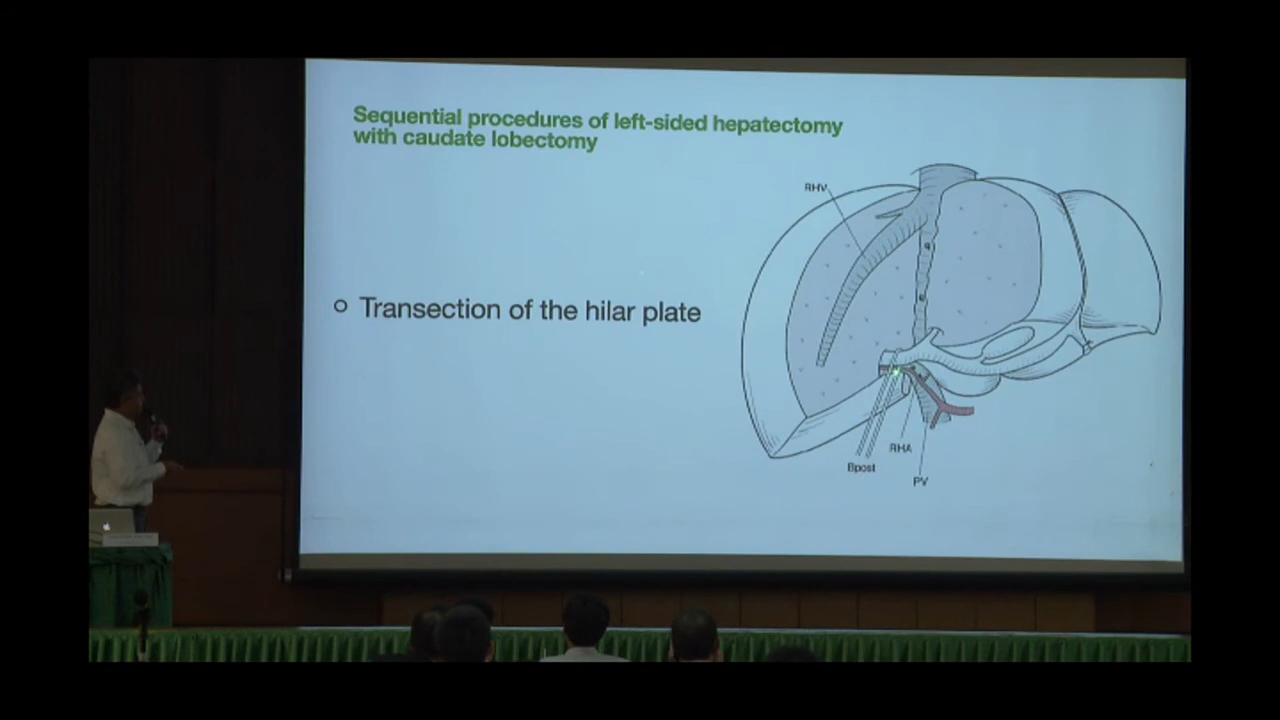 Sequential procedures of left-sided hepatectomy
with caudate lobectomy
RHV
Transection of the hilar plate
RHA
Bpost
PV